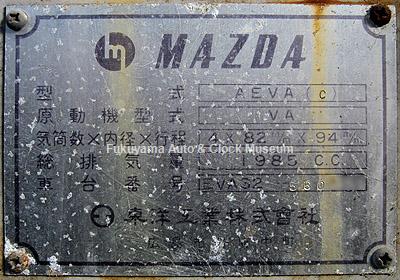 m MAZDA
型式 AEVA (C
原動機型式 VA
気筒数×内径×行程 4 X 82 m/m X 94 m/m
Fukuyama Auto & Clock Museum
総排気量 1985 C.C.
車台番号 EVAS2
東洋工業株式會社